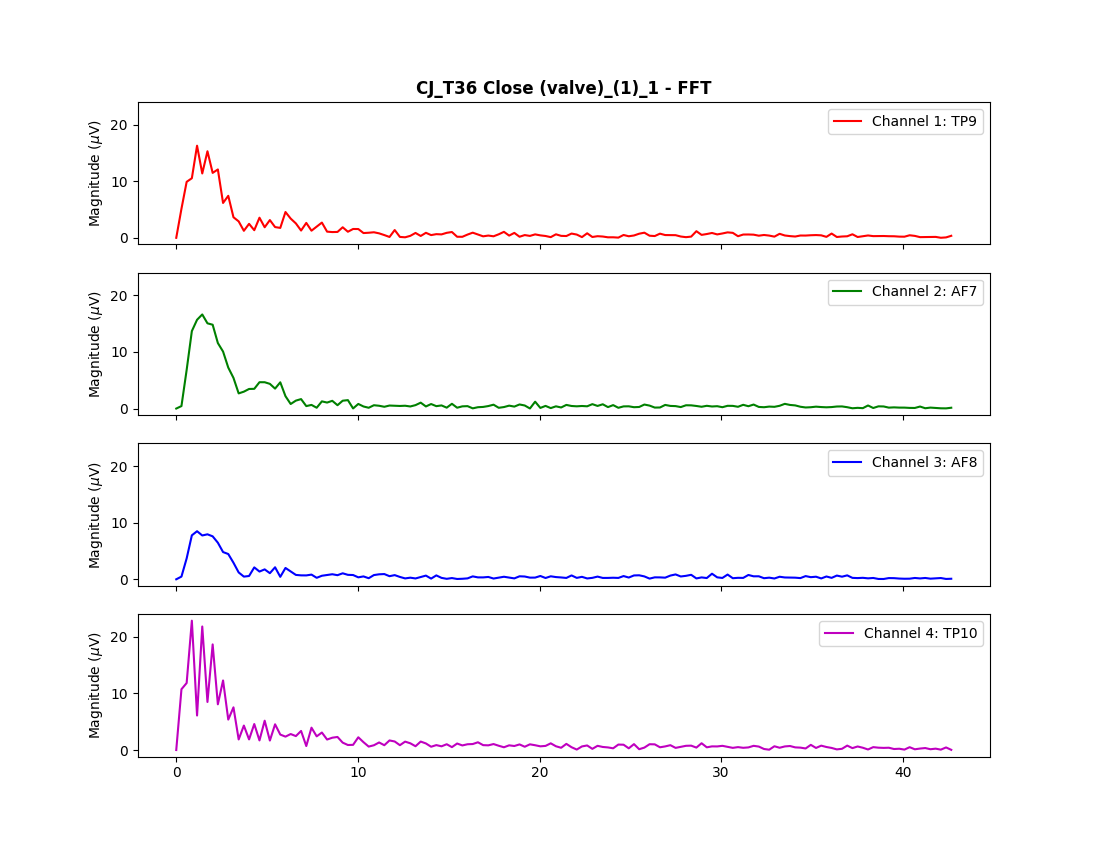 CJ_T36 Close (valve)_(1)_1 - FFT
Magnitude (µV)
20
10
0
Channel 1: TP9
Magnitude (µV)
20
10
0
Channel 2: AF7
Magnitude (µV)
20
10
0
Channel 3: AF8
Magnitude (µV)
20
10
0
Channel 4: TP10
0 10 20 30 40